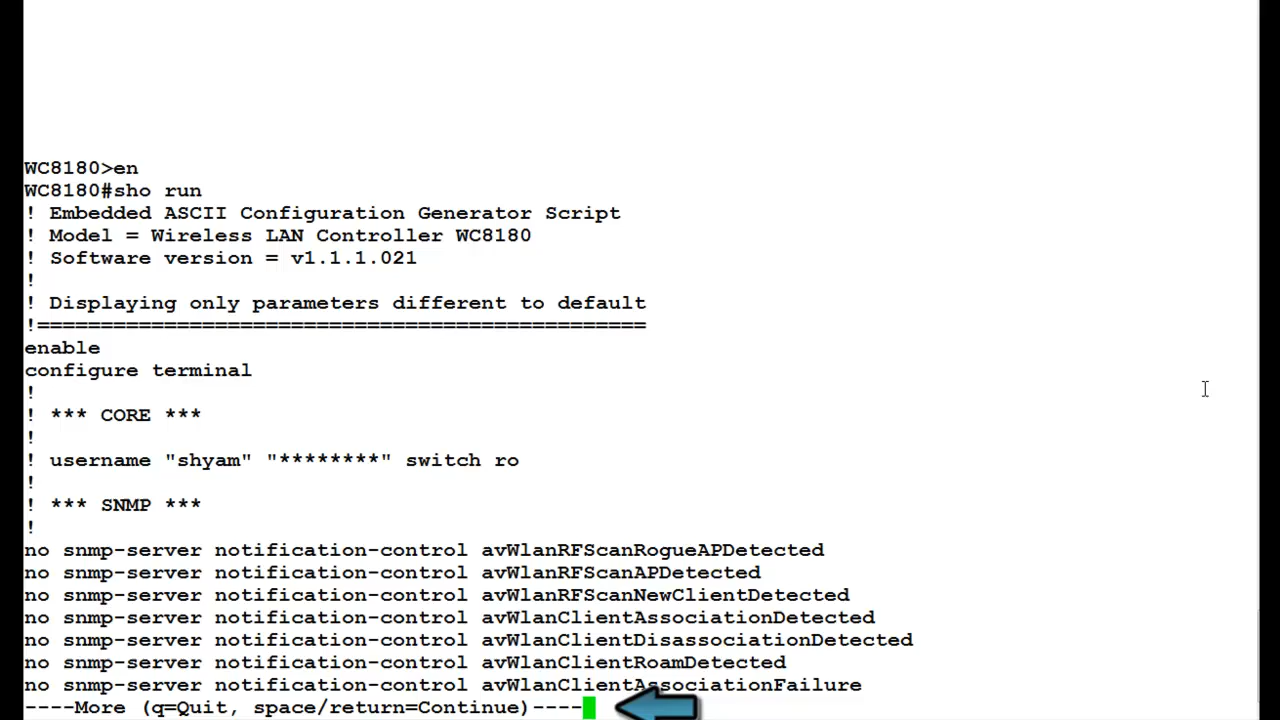 WC8180>en
WC8180#sho run
! Embedded ASCII Configuration Generator Script
! Model = Wireless LAN Controller WC8180
! Software version = v1.1.1.021
!
! Displaying only parameters different to default
!================================================
enable
configure terminal
!
! *** CORE ***
!
! username "shyam" "********" switch ro
!
! *** SNMP ***
!
no snmp-server notification-control avWlanRFScanRogueAPDetected
no snmp-server notification-control avWlanRFScanAPDetected
no snmp-server notification-control avWlanRFScanNewClientDetected
no snmp-server notification-control avWlanClientAssociationDetected
no snmp-server notification-control avWlanClientDisassociationDetected
no snmp-server notification-control avWlanClientRoamDetected
no snmp-server notification-control avWlanClientAssociationFailure
----More (q=Quit, space/return=Continue)----